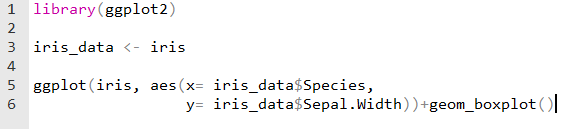 1 library(ggplot2)
2
3 iris_data <- iris
4
5 ggplot(iris, aes(x= iris_data$Species,
6                  y= iris_data$Sepal.Width))+geom_boxplot()